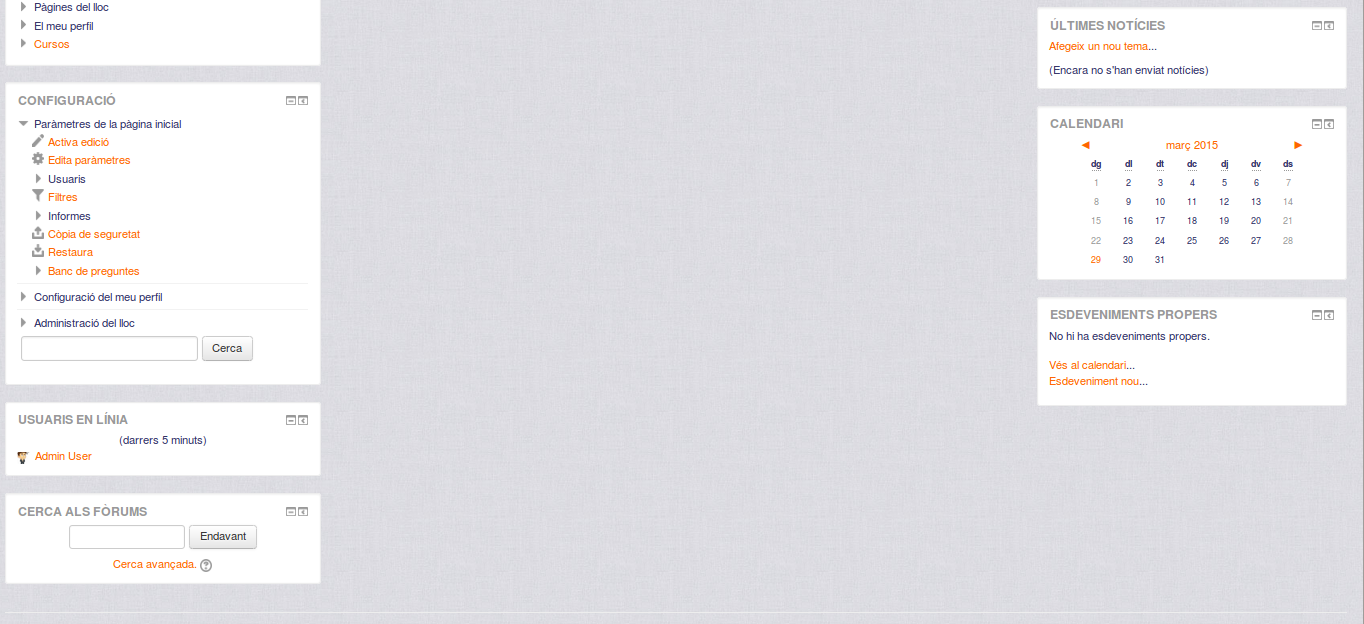 Pàgines del lloc
El meu perfil
Cursos
CONFIGURACIÓ
Paràmetres de la pàgina inicial
Activa edició
Edita paràmetres
Usuaris
Filtres
Informes
Còpia de seguretat
Restaura
Banc de preguntes
Configuració del meu perfil
Administració del lloc
Cerca
USUARIS EN LÍNIA
(darrers 5 minuts)
Admin User
CERCA ALS FÒRUMS
Endavant
Cerca avançada.
ÚLTIMES NOTÍCIES
Afegeix un nou tema...
(Encara no s'han enviat notícies)
CALENDARI
◀ març 2015 ▶
dg dl dt dc dj dv ds
1 2 3 4 5 6 7
8 9 10 11 12 13 14
15 16 17 18 19 20 21
22 23 24 25 26 27 28
29 30 31
ESDEVENIMENTS PROPERS
No hi ha esdeveniments propers.
Vés al calendari...
Esdeveniment nou...